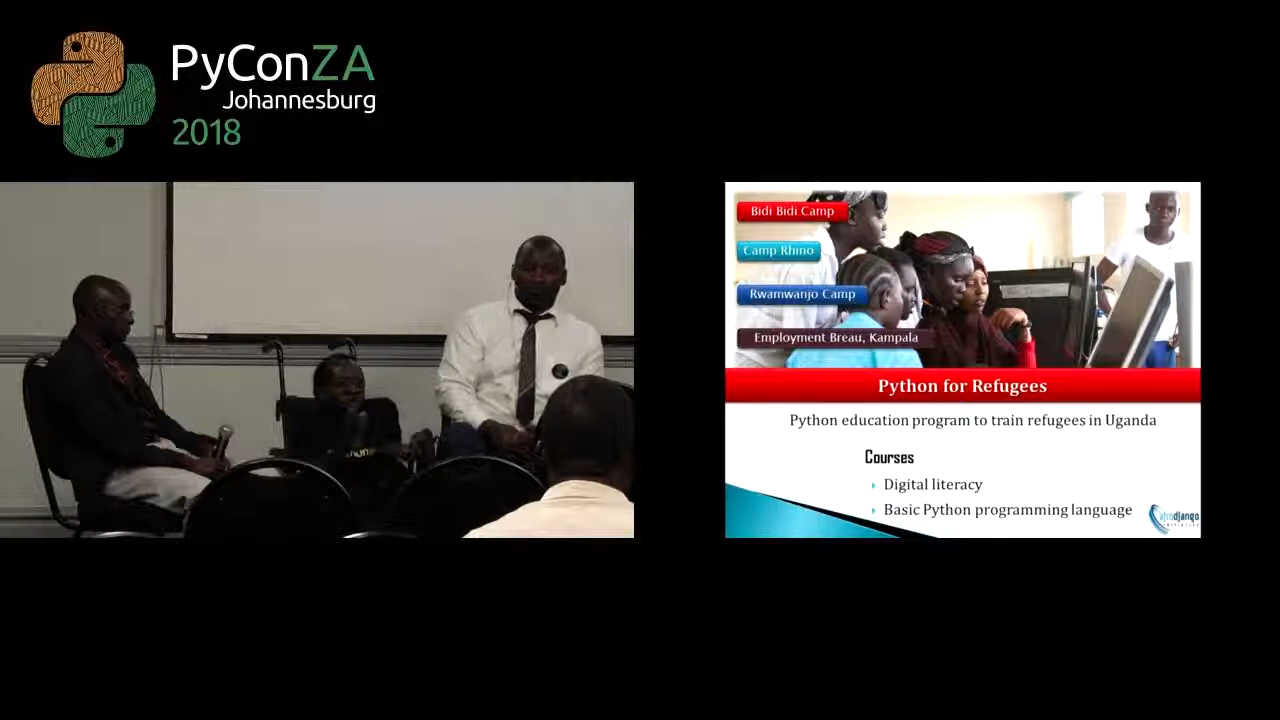 PyConZA
Johannesburg
2018
Bidi Bidi Camp
Camp Rhino
Rwamwanjo Camp
Employment Breau, Kampala
Python for Refugees
Python education program to train refugees in Uganda
Courses
Digital literacy
Basic Python programming language
afrodjango
INITIATIVE